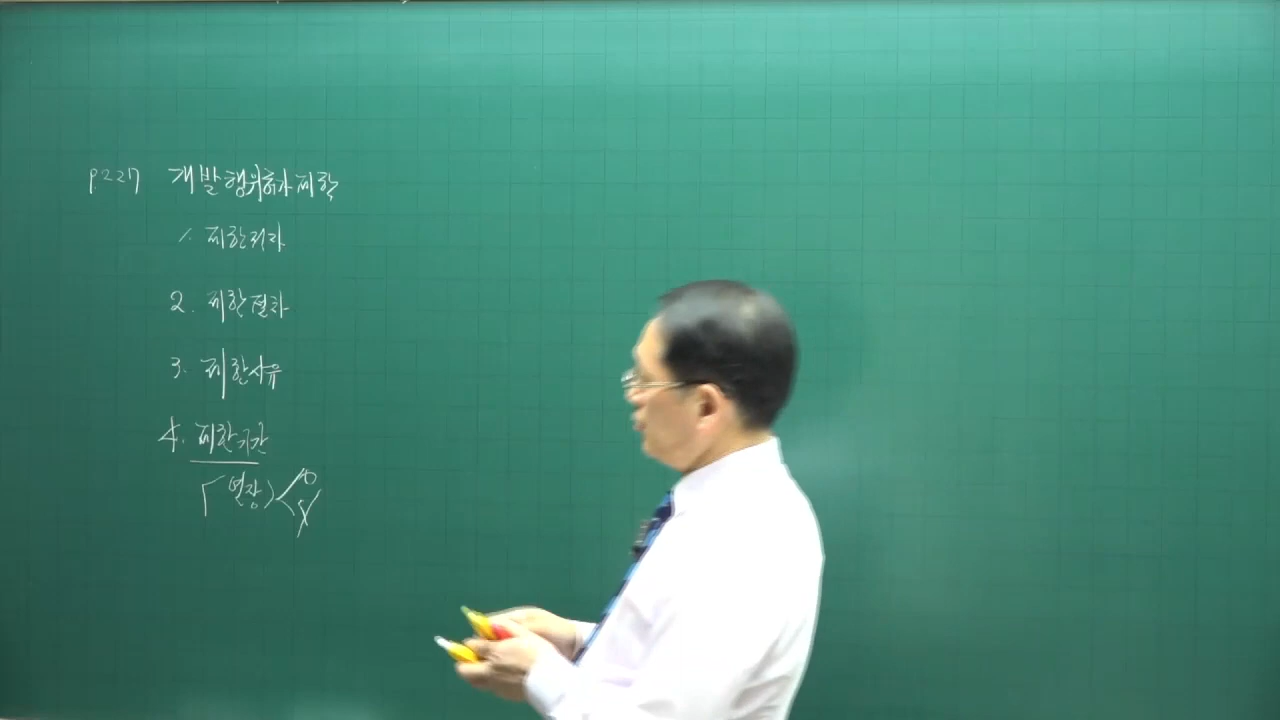 P.227 개발행위허가 제한
1. 제한권자
2. 제한절차
3. 제한사유
4. 제한기간
(연장) < O
X